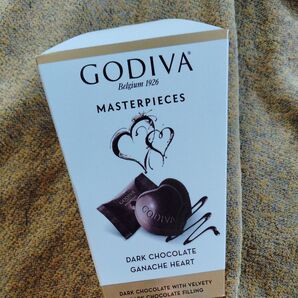 GODIVA
Belgium 1926
MASTERPIECES
GODIVA
DARK CHOCOLATE
GANACHE HEART
DARK CHOCOLATE WITH VELVETY
CHOCOLATE FILLING